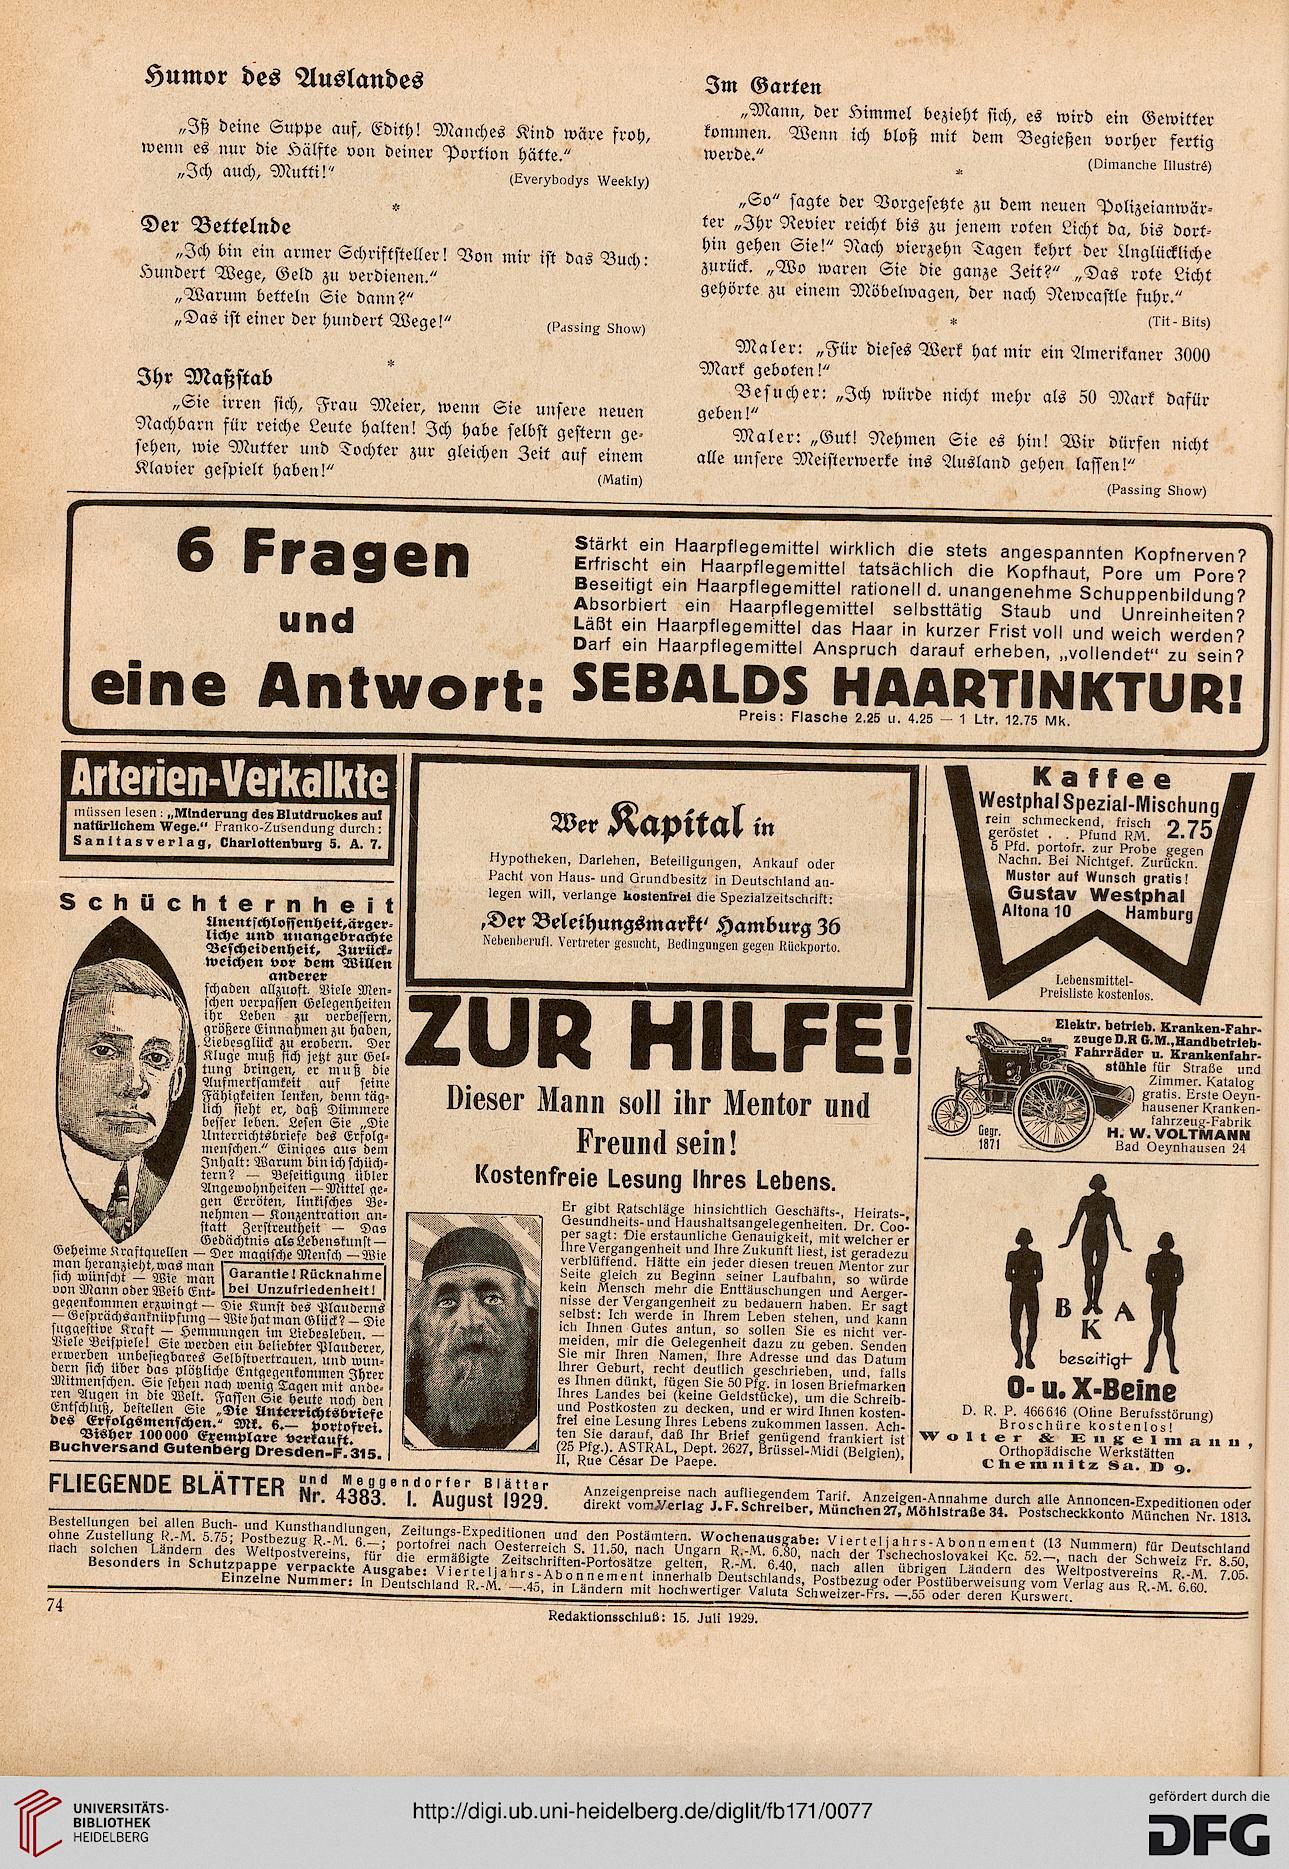 Humor des Auslandes
„Iß deine Suppe auf, Edith! Manches Kind wäre froh,
wenn es nur die Hälfte von deiner Portion hätte.“
„Ich auch, Mutti!“
(Everybodys Weekly)
*
Der Bettelnde
„Ich bin ein armer Schriftsteller! Von mir ist das Buch:
Hundert Wege, Geld zu verdienen.“
„Warum betteln Sie dann?“
„Das ist einer der hundert Wege!“
(Passing Show)
*
Ihr Maßstab
„Sie irren sich, Frau Meier, wenn Sie unsere neuen
Nachbarn für reiche Leute halten! Ich habe selbst gestern ge-
sehen, wie Mutter und Tochter zur gleichen Zeit auf einem
Klavier gespielt haben!“
(Matin)
Im Garten
„Mann, der Himmel bezieht sich, es wird ein Gewitter
kommen. Wenn ich bloß mit dem Begießen vorher fertig
werde.“
(Dimanche Illustré)
*
„So“ sagte der Vorgesetzte zu dem neuen Polizeianwär-
ter „Ihr Revier reicht bis zu jenem roten Licht da, bis dort-
hin gehen Sie!“ Nach vierzehn Tagen kehrt der Unglückliche
zurück. „Wo waren Sie die ganze Zeit?“ „Das rote Licht
gehörte zu einem Möbelwagen, der nach Newcastle fuhr.“
(Tit-Bits)
*
Maler: „Für dieses Werk hat mir ein Amerikaner 3000
Mark geboten!“
Besucher: „Ich würde nicht mehr als 50 Mark dafür
geben!“
Maler: „Gut! Nehmen Sie es hin! Wir dürfen nicht
alle unsere Meisterwerke ins Ausland gehen lassen!“
(Passing Show)
6 Fragen
und
eine Antwort:
Stärkt ein Haarpflegemittel wirklich die stets angespannten Kopfnerven?
Erfrischt ein Haarpflegemittel tatsächlich die Kopfhaut, Pore um Pore?
Beseitigt ein Haarpflegemittel rationell d. unangenehme Schuppenbildung?
Absorbiert ein Haarpflegemittel selbsttätig Staub und Unreinheiten?
Läßt ein Haarpflegemittel das Haar in kurzer Frist voll und weich werden?
Darf ein Haarpflegemittel Anspruch darauf erheben, „vollendet“ zu sein?
SEBALDS HAARTINKTUR!
Preis: Flasche 2.25 u. 4.25 — 1 Ltr. 12.75 Mk.
Arterien-Verkalkte
müssen lesen: „Minderung des Blutdruckes auf
natürlichem Wege.“ Franko-Zusendung durch:
Sanitasverlag, Charlottenburg 5. A. 7.
Schüchternheit
Unentschlossenheit, ärger-
liche und unangebrachte
Bescheidenheit, Zurück-
weichen vor dem Willen
anderer
schaden allzuoft. Viele Men-
schen verpassen Gelegenheiten
ihr Leben zu verbessern,
größere Einnahmen zu haben,
Liebesglück zu erobern. Der
Kluge muß sich jetzt zur Gel-
tung bringen, er muß die
Aufmerksamkeit auf seine
Fähigkeiten lenken, denn täg-
lich sieht er, daß Dümmere
besser leben. Lesen Sie „Die
Unterrichtsbriefe des Erfolg-
menschen.“ Einiges aus dem
Inhalt: Warum bin ich schüch-
tern? — Beseitigung übler
Angewohnheiten — Mittel ge-
gen Erröten, linkisches Be-
nehmen — Konzentration an-
statt Zerstreutheit — Das
Gedächtnis als Lebenskunst —
Geheime Kraftquellen — Der magische Mensch — Wie
man heranzieht, was man
sich wünscht — Wie man
von Mann oder Weib Ent-
Garantie! Rücknahme
bei Unzufriedenheit!
gegenkommen erzwingt — Die Kunst des Plauderns
— Gesprächsanknüpfung — Wie hat man Glück? — Die
suggestive Kraft — Hemmungen im Liebesleben. —
Viele Beispiele! Sie werden ein beliebter Plauderer,
erwerben unbesiegbares Selbstvertrauen, und wun-
dern sich über das plötzliche Entgegenkommen Ihrer
Mitmenschen. Sie sehen nach wenig Tagen mit ande-
ren Augen in die Welt. Fassen Sie heute noch den
Entschluß, bestellen Sie „Die Unterrichtsbriefe
des Erfolgsmenschen.“ Mk. 6.— portofrei.
Bisher 100000 Exemplare verkauft.
Buchversand Gutenberg Dresden-F. 315.
Wer Kapital in
Hypotheken, Darlehen, Beteiligungen, Ankauf oder
Pacht von Haus- und Grundbesitz in Deutschland an-
legen will, verlange kostenfrei die Spezialzeitschrift:
‚Der Beleihungsmarkt‘ Hamburg 36
Nebenberufl. Vertreter gesucht, Bedingungen gegen Rückporto.
ZUR HILFE!
Dieser Mann soll ihr Mentor und
Freund sein!
Kostenfreie Lesung Ihres Lebens.
Er gibt Ratschläge hinsichtlich Geschäfts-, Heirats-,
Gesundheits- und Haushaltsangelegenheiten. Dr. Coo-
per sagt: Die erstaunliche Genauigkeit, mit welcher er
Ihre Vergangenheit und Ihre Zukunft liest, ist geradezu
verblüffend. Hätte ein jeder diesen treuen Mentor zur
Seite gleich zu Beginn seiner Laufbahn, so würde
kein Mensch mehr die Enttäuschungen und Aerger-
nisse der Vergangenheit zu bedauern haben. Er sagt
selbst: Ich werde in Ihrem Leben stehen, und kann
ich Ihnen Gutes antun, so sollen Sie es nicht ver-
meiden, mir die Gelegenheit dazu zu geben. Senden
Sie mir Ihren Namen, Ihre Adresse und das Datum
Ihrer Geburt, recht deutlich geschrieben, und, falls
es Ihnen dünkt, fügen Sie 50 Pfg. in losen Briefmarken
Ihres Landes bei (keine Geldstücke), um die Schreib-
und Postkosten zu decken, und er wird Ihnen kosten-
frei eine Lesung Ihres Lebens zukommen lassen. Ach-
ten Sie darauf, daß Ihr Brief genügend frankiert ist
(25 Pfg.). ASTRAL, Dept. 2627, Brüssel-Midi (Belgien),
II, Rue César De Paepe.
Kaffee
Westphal Spezial-Mischung
rein schmeckend, frisch
geröstet . . Pfund RM. 2.75
5 Pfd. portofr. zur Probe gegen
Nachn. Bei Nichtgef. Zurückn.
Muster auf Wunsch gratis!
Gustav Westphal
Altona 10 Hamburg
Lebensmittel-
Preisliste kostenlos.
Elektr. betrieb. Kranken-Fahr-
zeuge D.R G.M., Handbetrieb-
Fahrräder u. Krankenfahr-
stühle für Straße und
Zimmer. Katalog
gratis. Erste Oeyn-
hausener Kranken-
fahrzeug-Fabrik
H. W. VOLTMANN
Bad Oeynhausen 24
Gegr.
1871
B A
K
beseitigt
O- u. X-Beine
D. R. P. 466646 (Ohne Berufsstörung)
Broschüre kostenlos!
Wolter & Engelmann,
Orthopädische Werkstätten
Chemnitz Sa. D 9.
FLIEGENDE BLÄTTER und Meggendorfer Blätter
Nr. 4383. 1. August 1929.
Anzeigenpreise nach aufliegendem Tarif. Anzeigen-Annahme durch alle Annoncen-Expeditionen oder
direkt vom Verlag J. F. Schreiber, München 27, Möhlstraße 34. Postscheckkonto München Nr. 1813.
Bestellungen bei allen Buch- und Kunsthandlungen, Zeitungs-Expeditionen und den Postämtern. Wochenausgabe: Vierteljahrs-Abonnement (13 Nummern) für Deutschland
ohne Zustellung R.-M. 5.75; Postbezug R.-M. 6.—; portofrei nach Oesterreich S. 11.50, nach Ungarn R.-M. 6.80, nach der Tschechoslovakei Kc. 52.—, nach der Schweiz Fr. 8.50,
nach solchen Ländern des Weltpostvereins, für die ermäßigte Zeitschriften-Portosätze gelten, R.-M. 6.40, nach allen übrigen Ländern des Weltpostvereins R.-M. 7.05.
Besonders in Schutzpappe verpackte Ausgabe: Vierteljahrs-Abonnement innerhalb Deutschlands, Postbezug oder Postüberweisung vom Verlag aus R.-M. 6.60.
Einzelne Nummer: In Deutschland R.-M. —.45, in Ländern mit hochwertiger Valuta Schweizer-Frs. —.55 oder deren Kurswert.
74
Redaktionsschluß: 15. Juli 1929.
UNIVERSITÄTS-
BIBLIOTHEK
HEIDELBERG
http://digi.ub.uni-heidelberg.de/diglit/fb171/0077
gefördert durch die
DFG